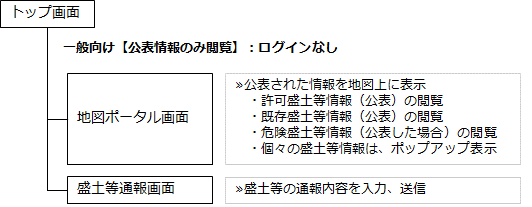 トップ画面
一般向け【公表情報のみ閲覧】：ログインなし
地図ポータル画面
»公表された情報を地図上に表示
・許可盛土等情報（公表）の閲覧
・既存盛土等情報（公表）の閲覧
・危険盛土等情報（公表した場合）の閲覧
・個々の盛土等情報は、ポップアップ表示
盛土等通報画面
»盛土等の通報内容を入力、送信